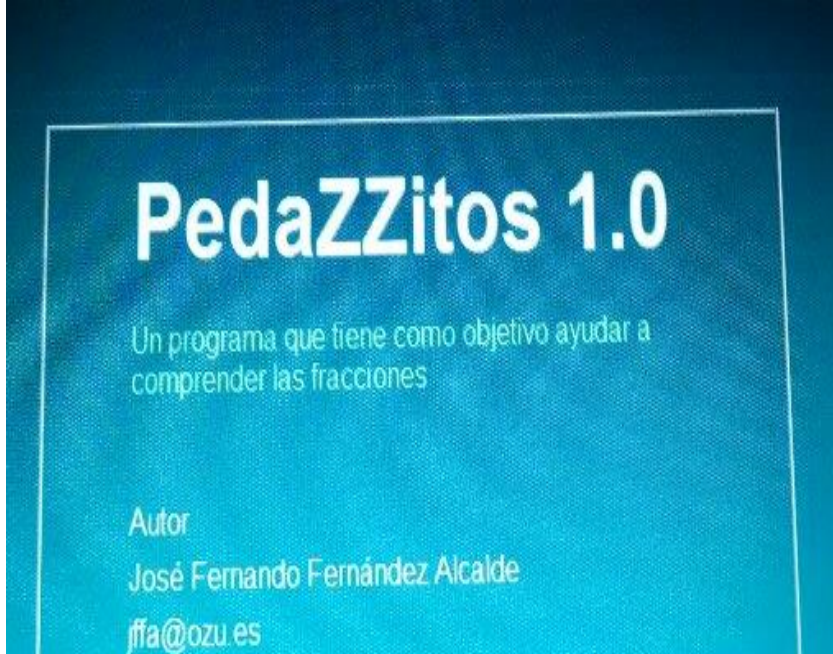 PedaZZitos 1.0
Un programa que tiene como objetivo ayudar a
comprender las fracciones
Autor
José Fernando Fernández Alcalde
jffa@ozu.es